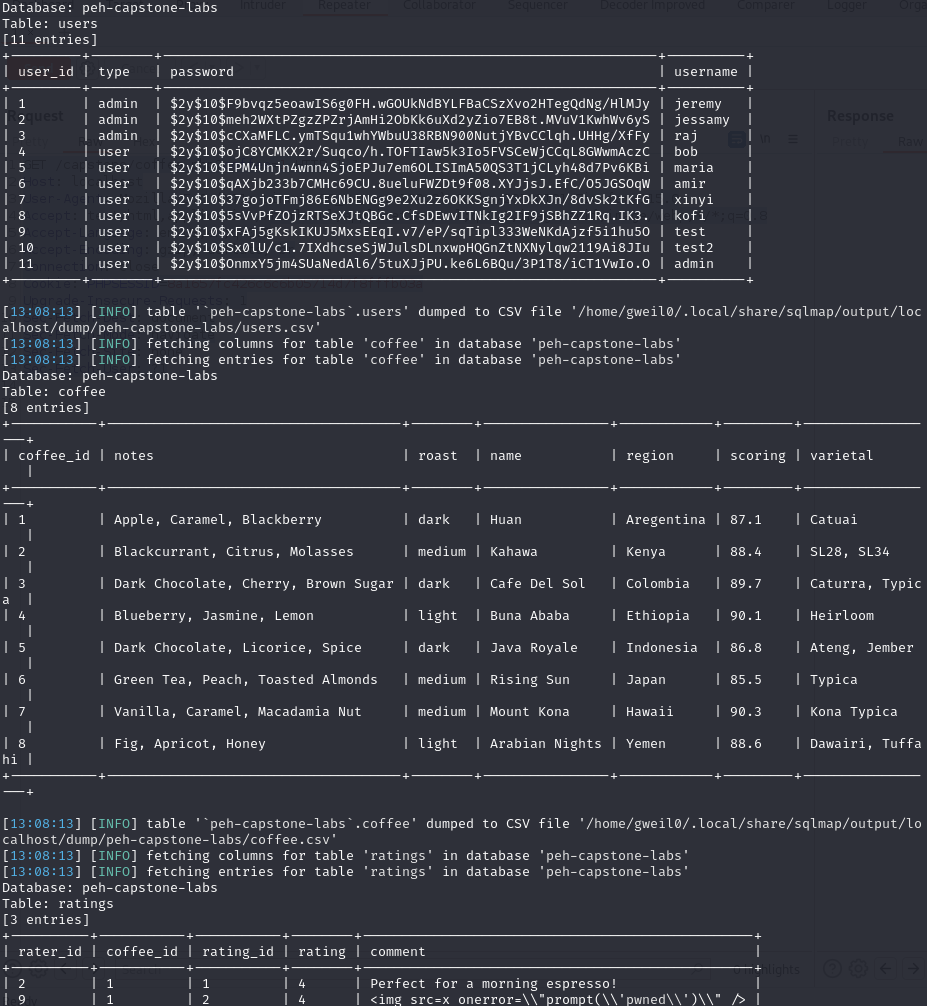 Database: peh-capstone-labs
Table: users
[11 entries]
| user_id | type | password | username |
| 1 | admin | $2y$10$F9bvqz5eoawIS6g0FH.wGOUkNdBYLFBaCSzXvo2HTegQdNg/HlMJy | jeremy |
| 2 | admin | $2y$10$meh2WXtPZgzZPZrjAmHi2ObKk6uXd2yZio7EB8t.MVuV1KwhWv6yS | jessamy |
| 3 | admin | $2y$10$cCXaMFLC.ymTSqu1whYWbuU38RBN900NutjYBvCClqh.UHHg/XfFy | raj |
| 4 | user | $2y$10$ojC8YCMKX2r/Suqco/h.TOFTIaw5k3Io5FVSCeWjCCqL8GWwmAczC | bob |
| 5 | user | $2y$10$EPM4Unjn4wnn4SjoEPJu7em6OLISImA50QS3T1jCLyh48d7Pv6KBi | maria |
| 6 | user | $2y$10$qAXjb233b7CMHc69CU.8ueluFWZDt9f08.XYJjsJ.EfC/O5JGSOqW | amir |
| 7 | user | $2y$10$37gojoTFmj86E6NbENGg9e2Xu2z6OKKSgnjYxDkXJn/8dvSk2tKfG | xinyi |
| 8 | user | $2y$10$5sVvPfZOjzRTSeXJtQBGc.CfsDEwvITNkIg2IF9jSBhZZ1Rq.IK3. | kofi |
| 9 | user | $2y$10$xFAj5gKskIKUJ5MxsEEqI.v7/eP/sqTipl333WeNKdAjzf5i1hu5O | test |
| 10 | user | $2y$10$Sx0lU/c1.7IXdhcseSjWJulsDLnxwpHQGnZtNXNylqw2119Ai8JIu | test2 |
| 11 | user | $2y$10$OnmxY5jm4SUaNedAl6/5tuXJjPU.ke6L6BQu/3P1T8/iCT1VwIo.O | admin |
[13:08:13] [INFO] table '`peh-capstone-labs`.users' dumped to CSV file '/home/gweil0/.local/share/sqlmap/output/loc
alhost/dump/peh-capstone-labs/users.csv'
[13:08:13] [INFO] fetching columns for table 'coffee' in database 'peh-capstone-labs'
[13:08:13] [INFO] fetching entries for table 'coffee' in database 'peh-capstone-labs'
Database: peh-capstone-labs
Table: coffee
[8 entries]
| coffee_id | notes | roast | name | region | scoring | varietal
|
| 1 | Apple, Caramel, Blackberry | dark | Huan | Aregentina | 87.1 | Catuai
|
| 2 | Blackcurrant, Citrus, Molasses | medium | Kahawa | Kenya | 88.4 | SL28, SL34
|
| 3 | Dark Chocolate, Cherry, Brown Sugar | dark | Cafe Del Sol | Colombia | 89.7 | Caturra, Typic
a |
| 4 | Blueberry, Jasmine, Lemon | light | Buna Ababa | Ethiopia | 90.1 | Heirloom
|
| 5 | Dark Chocolate, Licorice, Spice | dark | Java Royale | Indonesia | 86.8 | Ateng, Jember
|
| 6 | Green Tea, Peach, Toasted Almonds | medium | Rising Sun | Japan | 85.5 | Typica
|
| 7 | Vanilla, Caramel, Macadamia Nut | medium | Mount Kona | Hawaii | 90.3 | Kona Typica
|
| 8 | Fig, Apricot, Honey | light | Arabian Nights | Yemen | 88.6 | Dawairi, Tuffa
hi |
[13:08:13] [INFO] table '`peh-capstone-labs`.coffee' dumped to CSV file '/home/gweil0/.local/share/sqlmap/output/lo
calhost/dump/peh-capstone-labs/coffee.csv'
[13:08:13] [INFO] fetching columns for table 'ratings' in database 'peh-capstone-labs'
[13:08:13] [INFO] fetching entries for table 'ratings' in database 'peh-capstone-labs'
Database: peh-capstone-labs
Table: ratings
[3 entries]
| rater_id | coffee_id | rating_id | rating | comment |
| 2 | 1 | 1 | 4 | Perfect for a morning espresso! |
| 9 | 1 | 2 | 4 | <img src=x onerror=\\"prompt(\\'pwned\\')\\" /> |